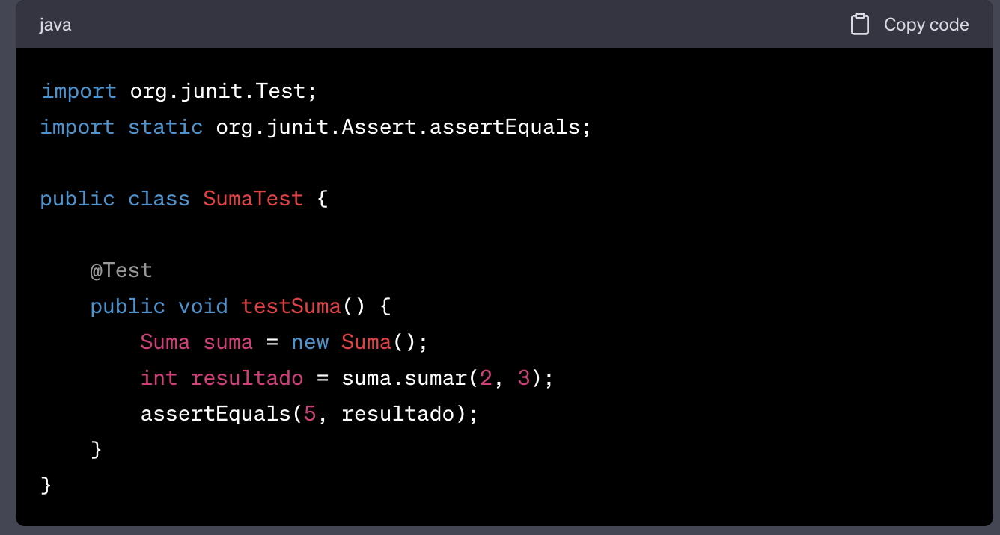 java
Copy code
import org.junit.Test;
import static org.junit.Assert.assertEquals;
public class SumaTest {
@Test
public void testSuma() {
Suma suma = new Suma();
int resultado = suma.sumar(2, 3);
assertEquals(5, resultado);
}
}